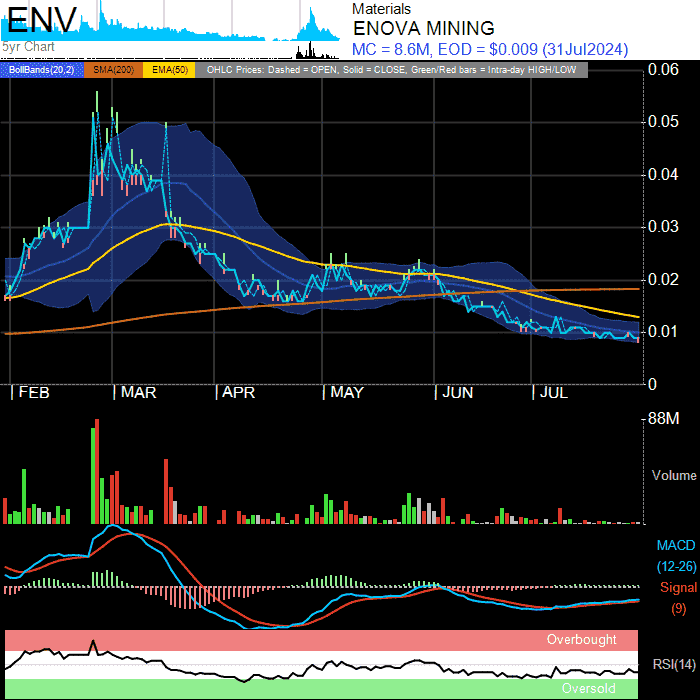 ENV
5yr Chart
Materials
ENOVA MINING
MC = 8.6M, EOD = $0.009 (31Jul2024)
BollBands(20,2) SMA(200) EMA(50) OHLC Prices: Dashed = OPEN, Solid = CLOSE, Green/Red bars = Intra-day HIGH/LOW
0.06
0.05
0.04
0.03
0.02
0.01
0
FEB MAR APR MAY JUN JUL
88M
Volume
MACD
(12-26)
Signal
(9)
Overbought
RSI(14)
Oversold